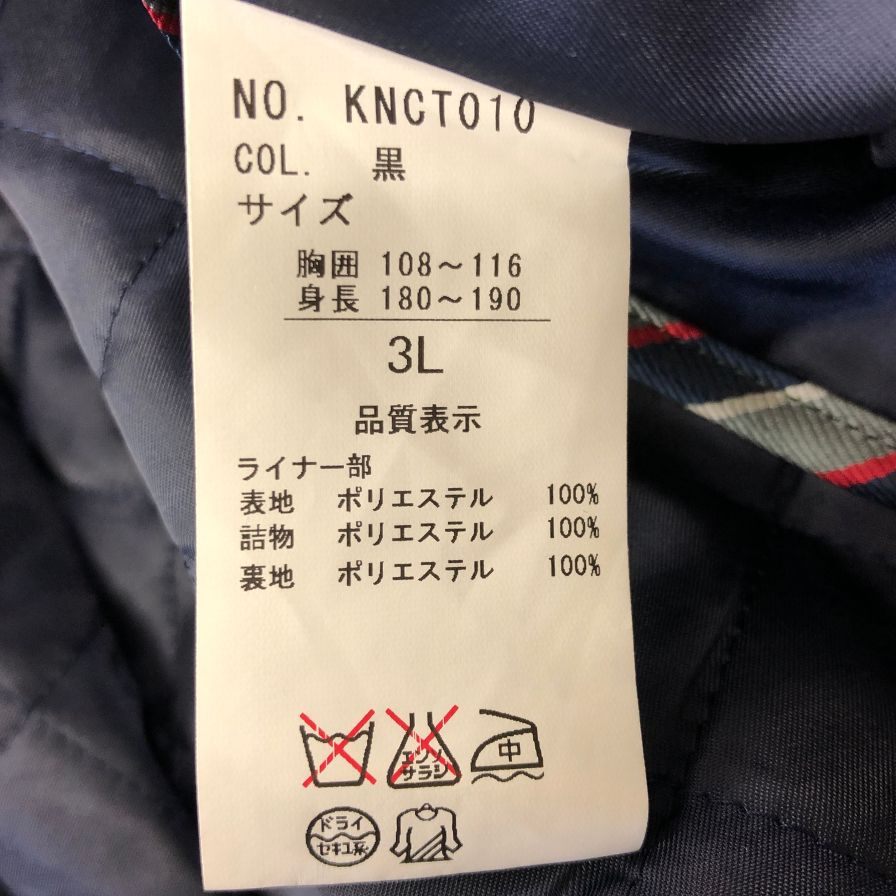 NO. KNCT010
COL. 黒
サイズ
胸囲 108～116
身長 180～190
3L
品質表示
ライナー部
表地 ポリエステル 100%
詰物 ポリエステル 100%
裏地 ポリエステル 100%
エンソ
サラシ
中
ドライ
セキユ系